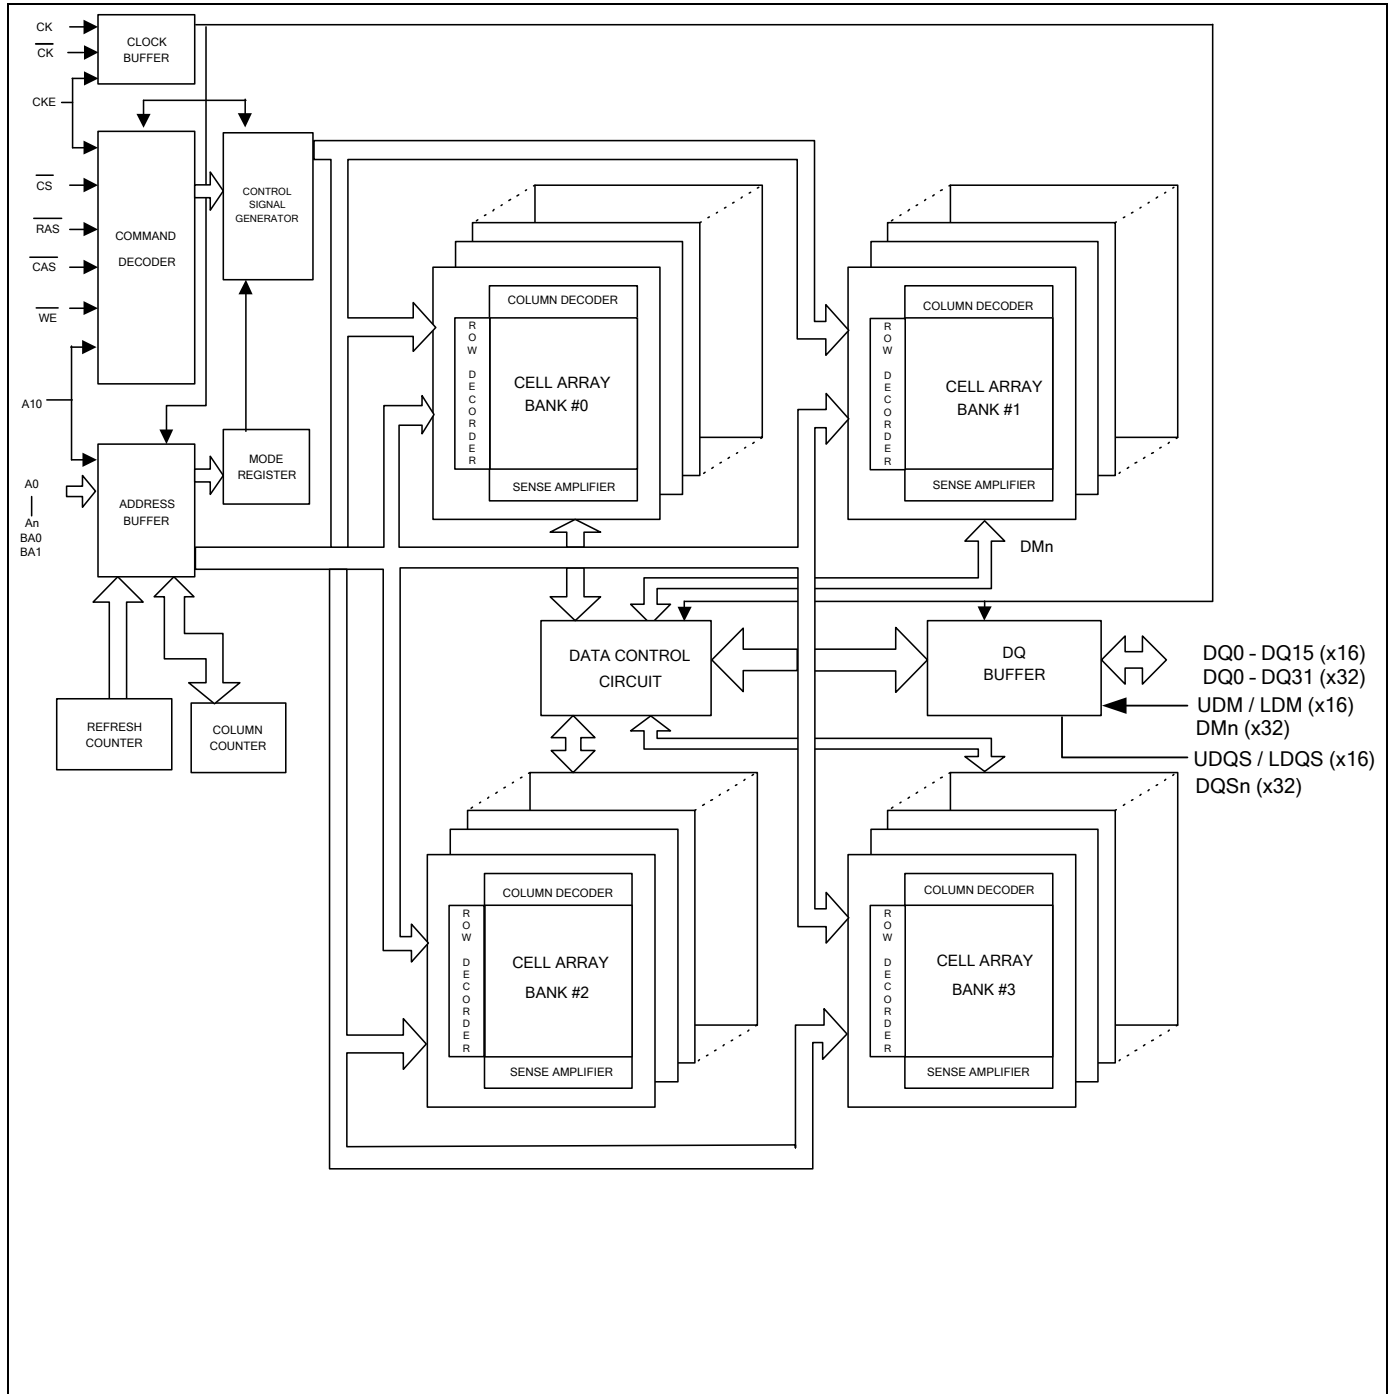 CK
CK
CKE
CS
RAS
CAS
WE
A10
A0
An
BA0
BA1
CLOCK
BUFFER
COMMAND
DECODER
CONTROL
SIGNAL
GENERATOR
MODE
REGISTER
ADDRESS
BUFFER
REFRESH
COUNTER
COLUMN
COUNTER
COLUMN DECODER
ROW DECORDER
CELL ARRAY
BANK #0
SENSE AMPLIFIER
COLUMN DECODER
ROW DECORDER
CELL ARRAY
BANK #1
SENSE AMPLIFIER
DMn
DATA CONTROL
CIRCUIT
DQ
BUFFER
DQ0 - DQ15 (x16)
DQ0 - DQ31 (x32)
UDM / LDM (x16)
DMn (x32)
UDQS / LDQS (x16)
DQSn (x32)
COLUMN DECODER
ROW DECORDER
CELL ARRAY
BANK #2
SENSE AMPLIFIER
COLUMN DECODER
ROW DECORDER
CELL ARRAY
BANK #3
SENSE AMPLIFIER